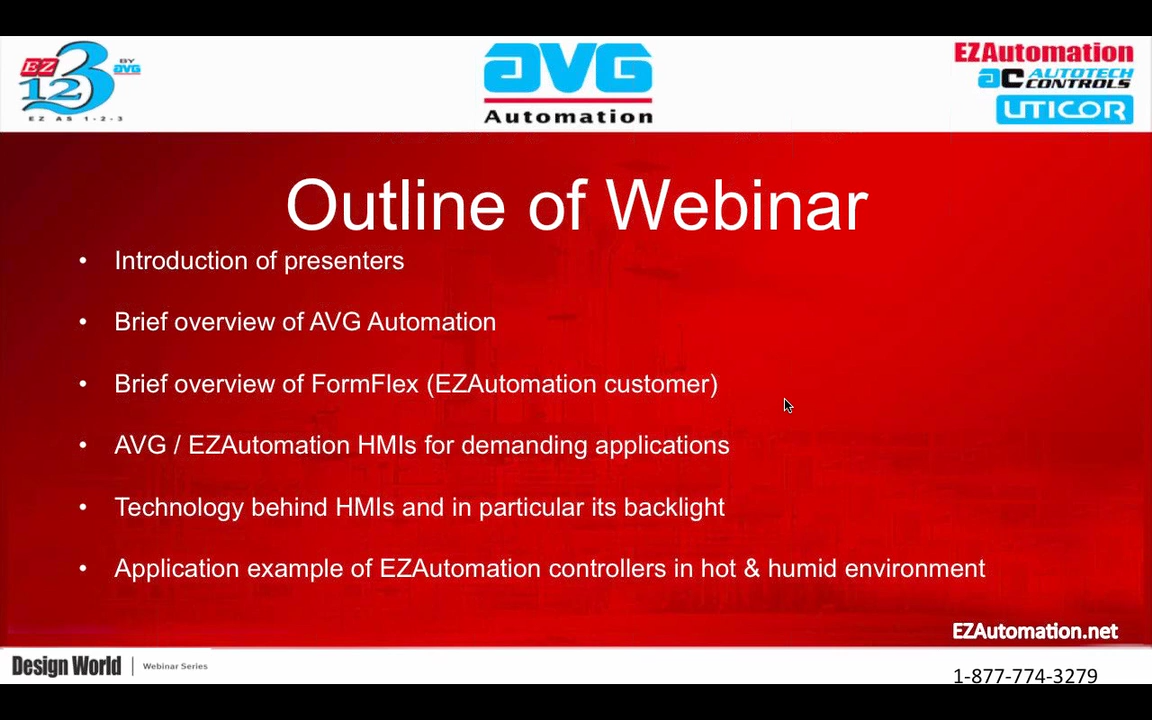 EZ
123
BY
AVG
EZ AS 1-2-3
AVG
Automation
EZAutomation
ac AUTOTECH
CONTROLS
UTICOR
Outline of Webinar
• Introduction of presenters
• Brief overview of AVG Automation
• Brief overview of FormFlex (EZAutomation customer)
• AVG / EZAutomation HMIs for demanding applications
• Technology behind HMIs and in particular its backlight
• Application example of EZAutomation controllers in hot & humid environment
EZAutomation.net
Design World | Webinar Series
1-877-774-3279